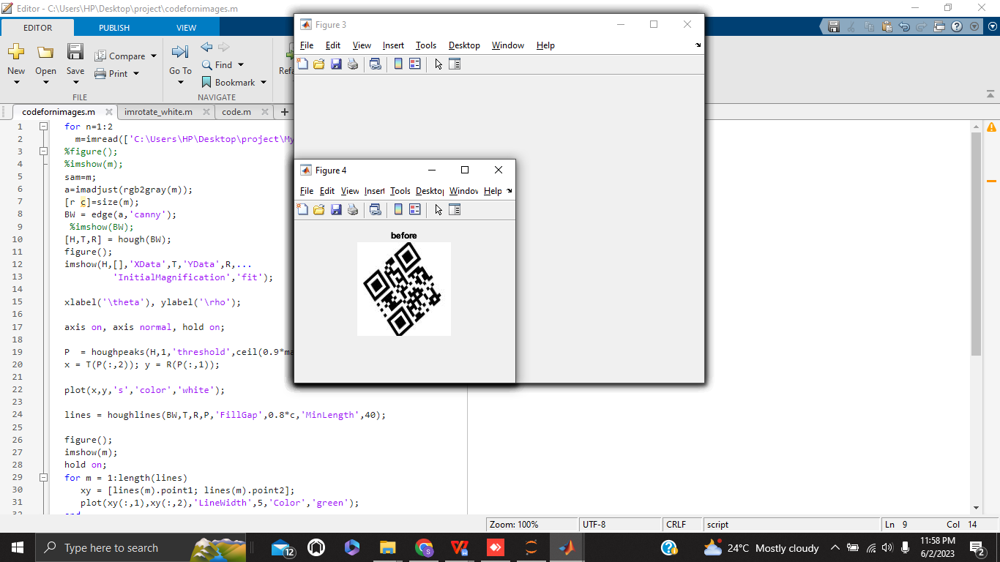 Editor - C:\Users\HP\Desktop\project\codefornimages.m
EDITOR PUBLISH VIEW
New Open Save Compare Print Go To Find Bookmark
FILE NAVIGATE
codefornimages.m imrotate_white.m code.m
1 for n=1:2
2 m=imread(['C:\Users\HP\Desktop\project\My
3 %figure();
4 %imshow(m);
5 sam=m;
6 a=imadjust(rgb2gray(m));
7 [r c]=size(m);
8 BW = edge(a,'canny');
9 %imshow(BW);
10 [H,T,R] = hough(BW);
11 figure();
12 imshow(H,[],'XData',T,'YData',R,...
13 'InitialMagnification','fit');
14
15 xlabel('\theta'), ylabel('\rho');
16
17 axis on, axis normal, hold on;
18
19 P  = houghpeaks(H,1,'threshold',ceil(0.9*ma
20 x = T(P(:,2)); y = R(P(:,1));
21
22 plot(x,y,'s','color','white');
23
24 lines = houghlines(BW,T,R,P,'FillGap',0.8*c,'MinLength',40);
25
26 figure();
27 imshow(m);
28 hold on;
29 for m = 1:length(lines)
30 xy = [lines(m).point1; lines(m).point2];
31 plot(xy(:,1),xy(:,2),'LineWidth',5,'Color','green');
Figure 3
File Edit View Insert Tools Desktop Window Help
Figure 4
File Edit View Insert Tools Desktop Window Help
before
Zoom: 100% UTF-8 CRLF script Ln 9 Col 14
Type here to search
12
24°C Mostly cloudy
11:58 PM
6/2/2023
2